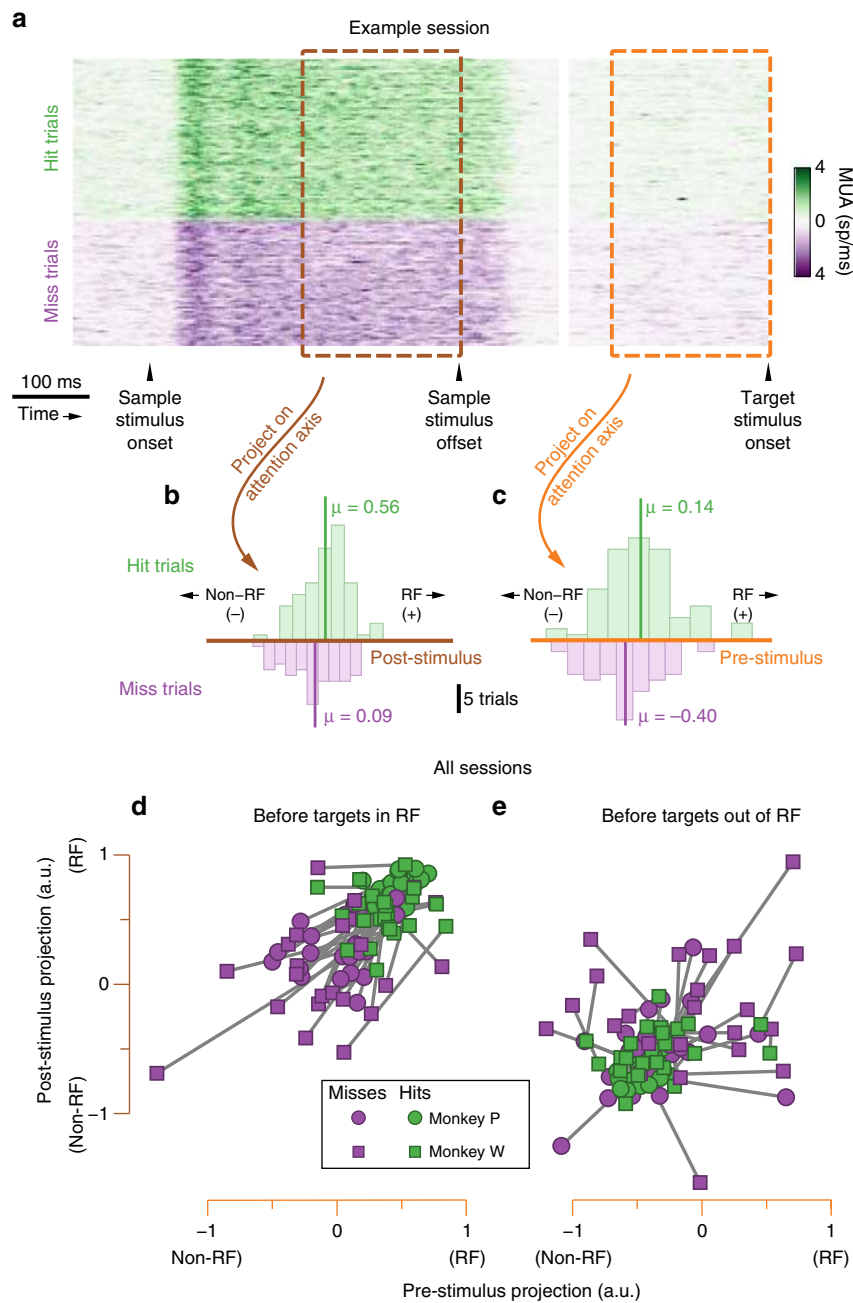 a
Example session
Hit trials
Miss trials
4
0
4
MUA (sp/ms)
100 ms
Time →
Sample
stimulus
onset
Sample
stimulus
offset
Target
stimulus
onset
Project on
attention axis
Project on
attention axis
b
μ = 0.56
Hit trials
Non–RF
(–)
RF
(+)
Post-stimulus
Miss trials
μ = 0.09
5 trials
c
μ = 0.14
Non–RF
(–)
RF
(+)
Pre-stimulus
μ = –0.40
All sessions
d
Before targets in RF
e
Before targets out of RF
Post-stimulus projection (a.u.)
(RF)
(Non-RF)
1
0
–1
Misses Hits
Monkey P
Monkey W
–1
0
1
Non-RF)
(RF)
–1
0
1
(Non-RF)
(RF)
Pre-stimulus projection (a.u.)